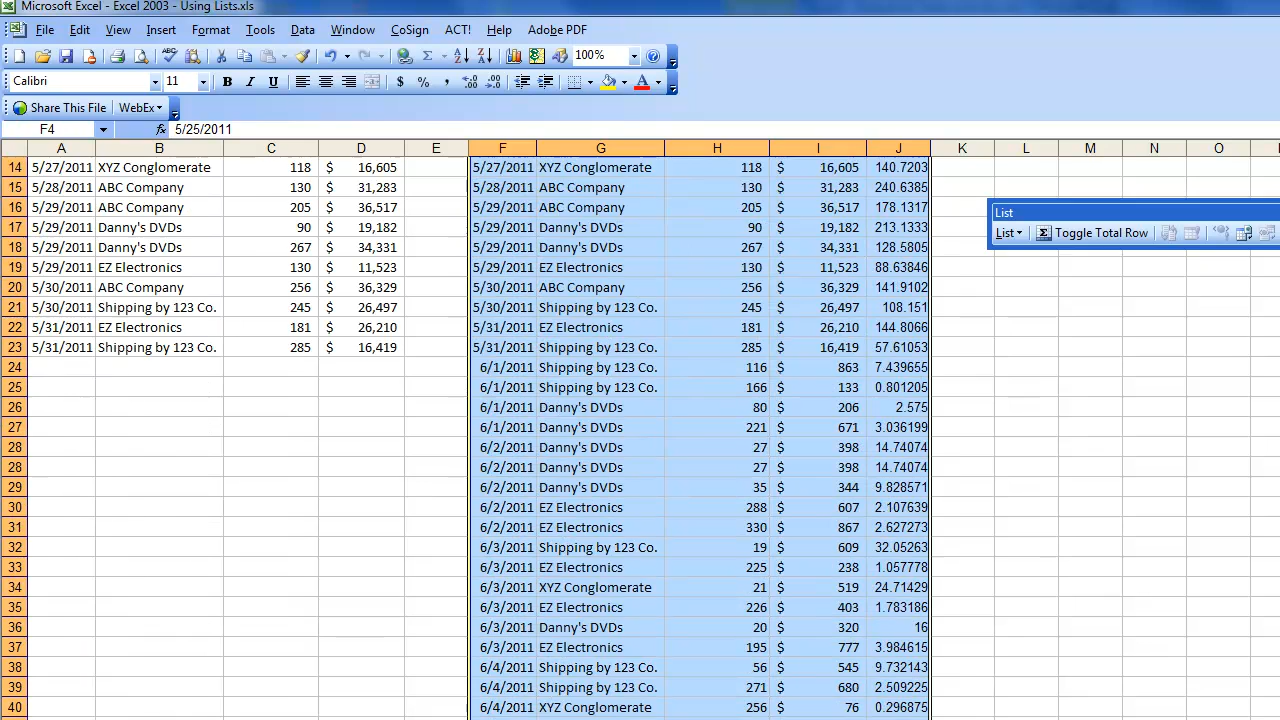 Microsoft Excel - Excel 2003 - Using Lists.xls
File Edit View Insert Format Tools Data Window CoSign ACT! Help Adobe PDF
100%
Calibri 11 B I U $ % ,
Share This File WebEx
F4 fx 5/25/2011
A B C D E F G H I J K L M N O
14 5/27/2011 XYZ Conglomerate 118 $ 16,605 5/27/2011 XYZ Conglomerate 118 $ 16,605 140.7203
15 5/28/2011 ABC Company 130 $ 31,283 5/28/2011 ABC Company 130 $ 31,283 240.6385
16 5/29/2011 ABC Company 205 $ 36,517 5/29/2011 ABC Company 205 $ 36,517 178.1317
List
17 5/29/2011 Danny's DVDs 90 $ 19,182 5/29/2011 Danny's DVDs 90 $ 19,182 213.1333
List Σ Toggle Total Row
18 5/29/2011 Danny's DVDs 267 $ 34,331 5/29/2011 Danny's DVDs 267 $ 34,331 128.5805
19 5/29/2011 EZ Electronics 130 $ 11,523 5/29/2011 EZ Electronics 130 $ 11,523 88.63846
20 5/30/2011 ABC Company 256 $ 36,329 5/30/2011 ABC Company 256 $ 36,329 141.9102
21 5/30/2011 Shipping by 123 Co. 245 $ 26,497 5/30/2011 Shipping by 123 Co. 245 $ 26,497 108.151
22 5/31/2011 EZ Electronics 181 $ 26,210 5/31/2011 EZ Electronics 181 $ 26,210 144.8066
23 5/31/2011 Shipping by 123 Co. 285 $ 16,419 5/31/2011 Shipping by 123 Co. 285 $ 16,419 57.61053
24 6/1/2011 Shipping by 123 Co. 116 $ 863 7.439655
25 6/1/2011 Shipping by 123 Co. 166 $ 133 0.801205
26 6/1/2011 Danny's DVDs 80 $ 206 2.575
27 6/1/2011 Danny's DVDs 221 $ 671 3.036199
28 6/2/2011 Danny's DVDs 27 $ 398 14.74074
28 6/2/2011 Danny's DVDs 27 $ 398 14.74074
29 6/2/2011 Danny's DVDs 35 $ 344 9.828571
30 6/2/2011 EZ Electronics 288 $ 607 2.107639
31 6/2/2011 EZ Electronics 330 $ 867 2.627273
32 6/3/2011 Shipping by 123 Co. 19 $ 609 32.05263
33 6/3/2011 EZ Electronics 225 $ 238 1.057778
34 6/3/2011 XYZ Conglomerate 21 $ 519 24.71429
35 6/3/2011 EZ Electronics 226 $ 403 1.783186
36 6/3/2011 Danny's DVDs 20 $ 320 16
37 6/3/2011 EZ Electronics 195 $ 777 3.984615
38 6/4/2011 Shipping by 123 Co. 56 $ 545 9.732143
39 6/4/2011 Shipping by 123 Co. 271 $ 680 2.509225
40 6/4/2011 XYZ Conglomerate 256 $ 76 0.296875